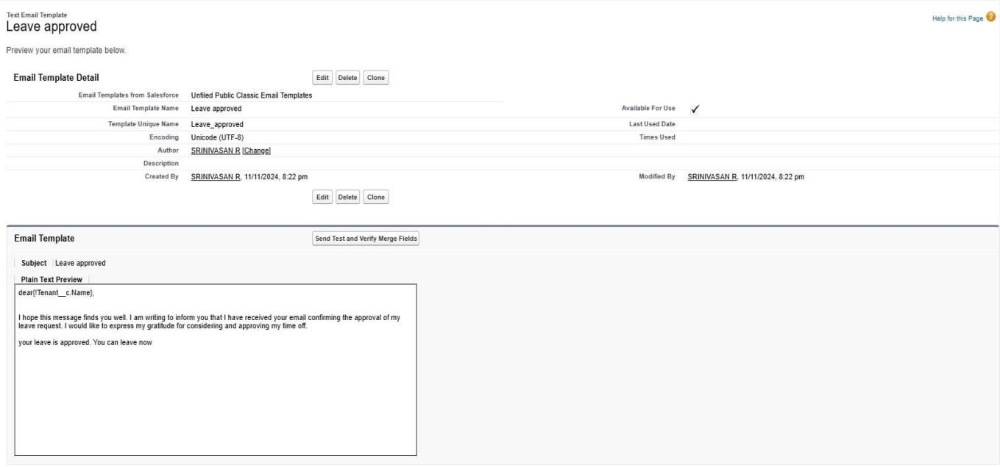 Text Email Template
Leave approved
Help for this Page ?
Preview your email template below.
Email Template Detail
Edit Delete Clone
Email Templates from Salesforce Unfiled Public Classic Email Templates
Email Template Name Leave approved Available For Use ✓
Template Unique Name Leave_approved Last Used Date
Encoding Unicode (UTF-8) Times Used
Author SRINIVASAN R [Change]
Description
Created By SRINIVASAN R, 11/11/2024, 8:22 pm Modified By SRINIVASAN R, 11/11/2024, 8:22 pm
Edit Delete Clone
Email Template Send Test and Verify Merge Fields
Subject Leave approved
Plain Text Preview
dear{!Tenant__c.Name},
I hope this message finds you well. I am writing to inform you that I have received your email confirming the approval of my
leave request. I would like to express my gratitude for considering and approving my time off.
your leave is approved. You can leave now